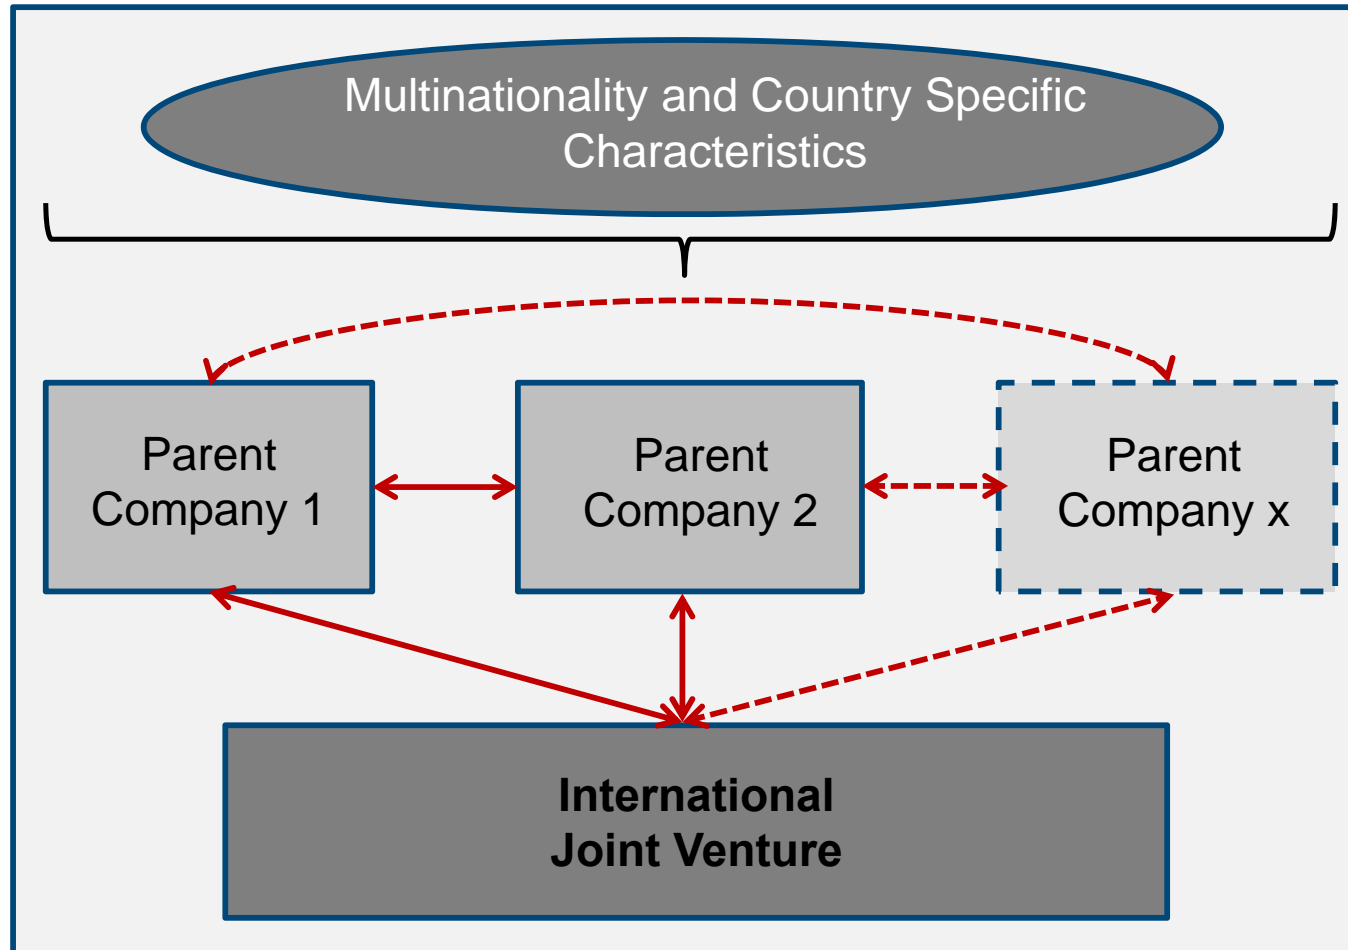 Multinationality and Country Specific
Characteristics
Parent
Company 1
Parent
Company 2
Parent
Company x
International
Joint Venture